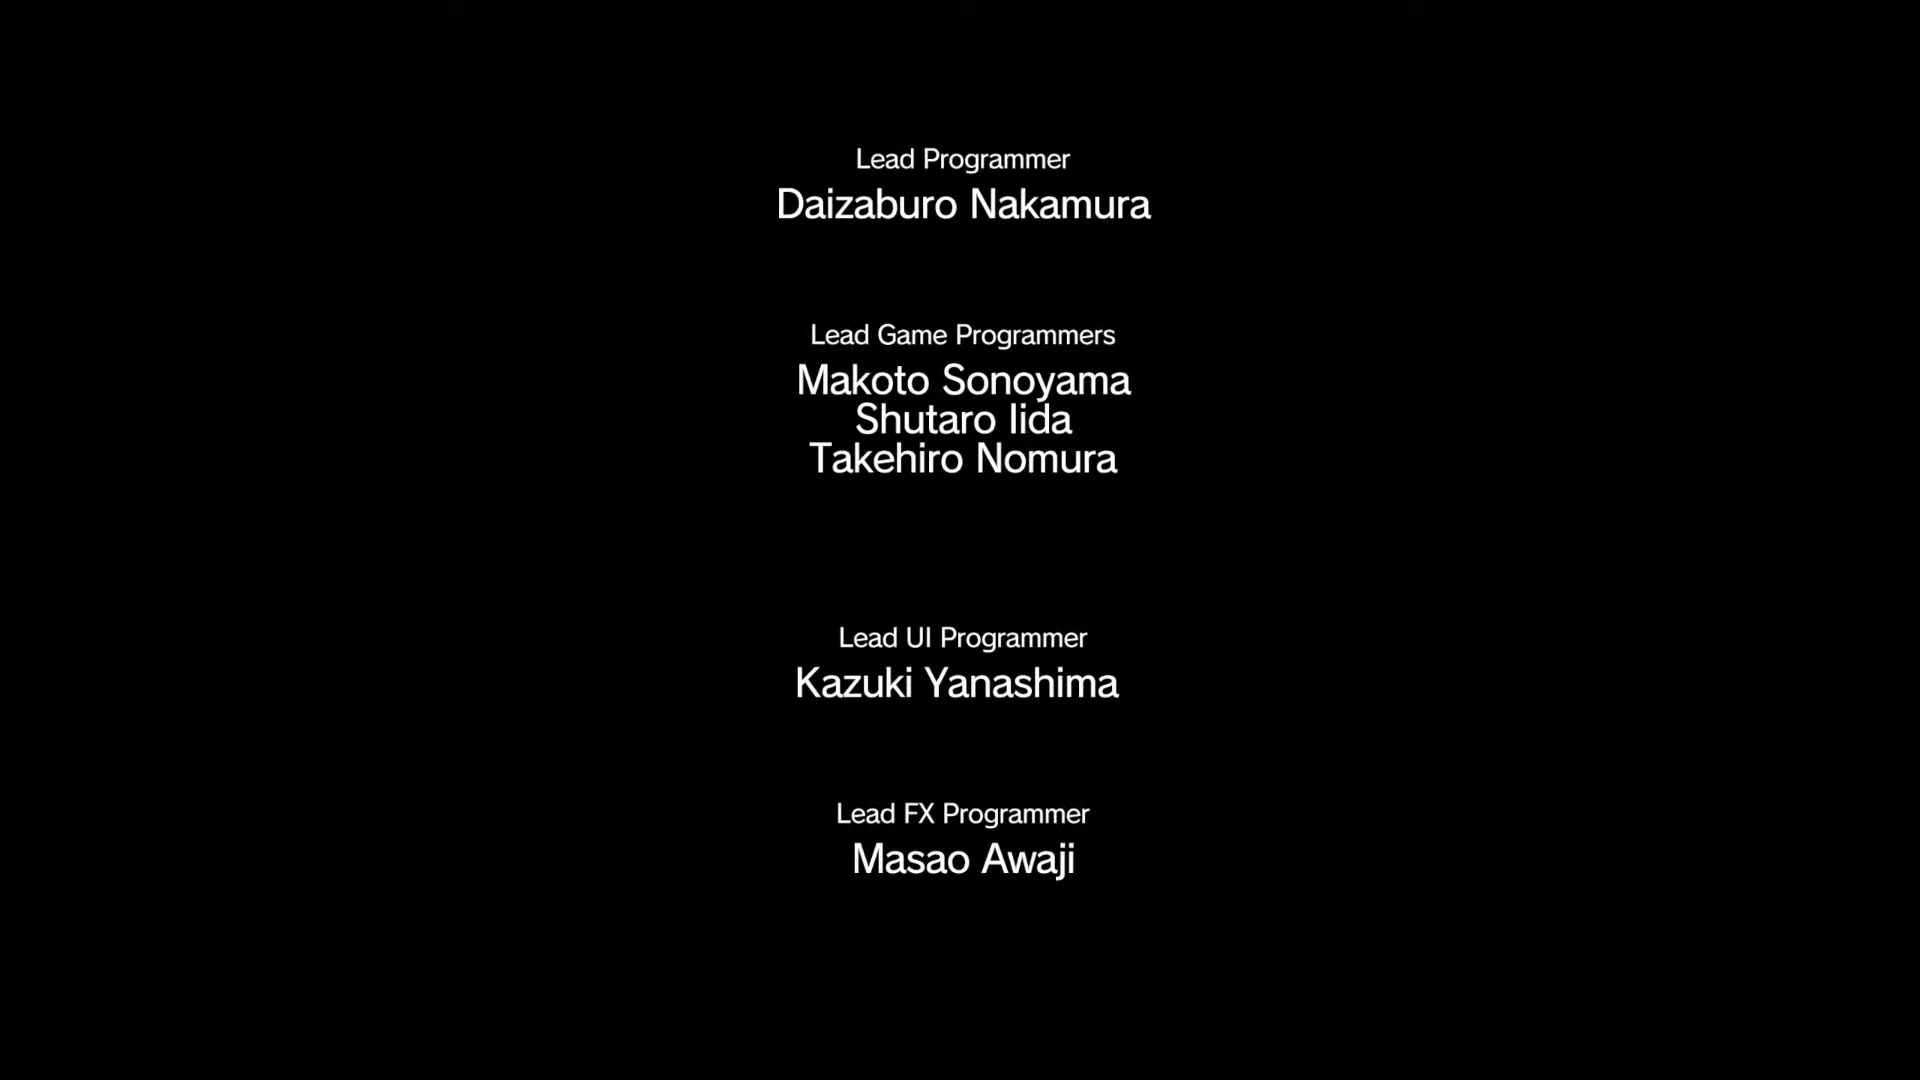 Lead Programmer
Daizaburo Nakamura
Lead Game Programmers
Makoto Sonoyama
Shutaro Iida
Takehiro Nomura
Lead UI Programmer
Kazuki Yanashima
Lead FX Programmer
Masao Awaji